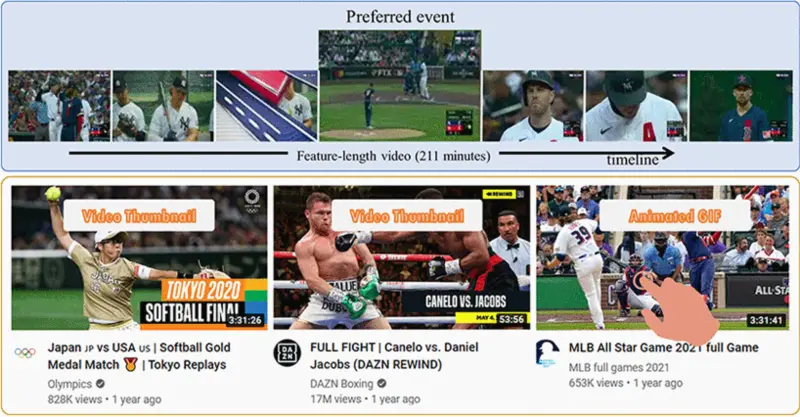 Preferred event
Feature-length video (211 minutes)
timeline
Video Thumbnail
TOKYO 2020
SOFTBALL FINAL
3:31:26
Japan JP vs USA US | Softball Gold
Medal Match 🏅 | Tokyo Replays
Olympics
828K views • 1 year ago
Video Thumbnail
REWIND
CANELO VS. JACOBS
MAY 4,
53:56
DAZN
FULL FIGHT | Canelo vs. Daniel
Jacobs (DAZN REWIND)
DAZN Boxing
17M views • 1 year ago
Animated GIF
39
ALL-STA
3:31:41
MLB All Star Game 2021 full Game
MLB full games 2021
653K views • 1 year ago